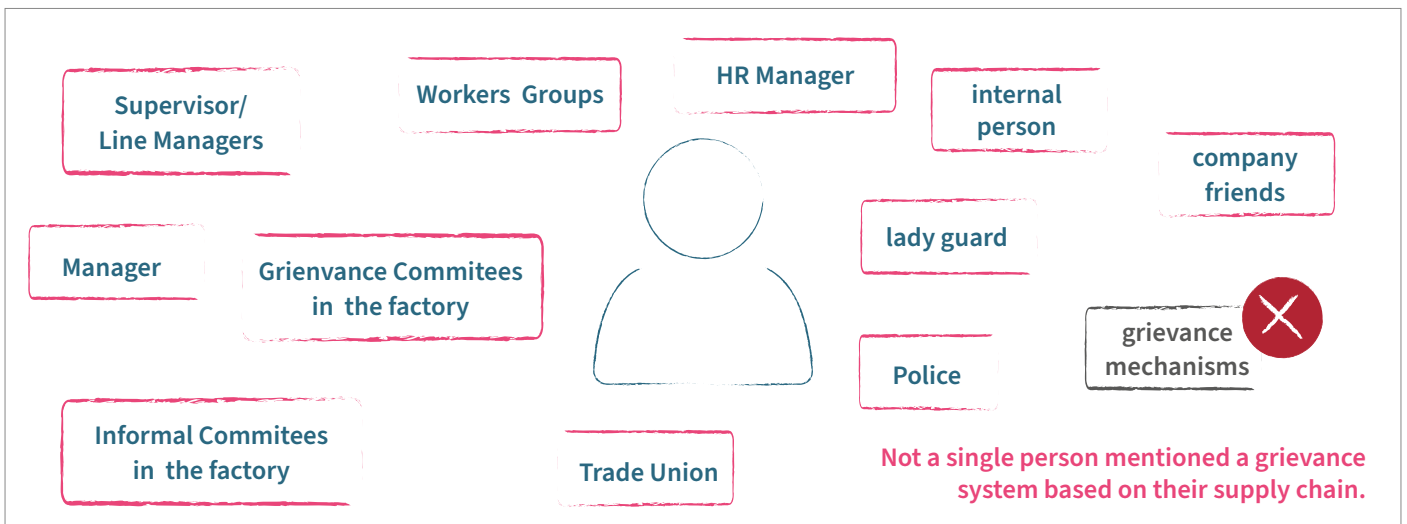 Supervisor/
Line Managers
Workers Groups
HR Manager
internal
person
company
friends
Manager
Grienvance Commitees
in the factory
lady guard
grievance
mechanisms
Police
Informal Commitees
in the factory
Trade Union
Not a single person mentioned a grievance
system based on their supply chain.